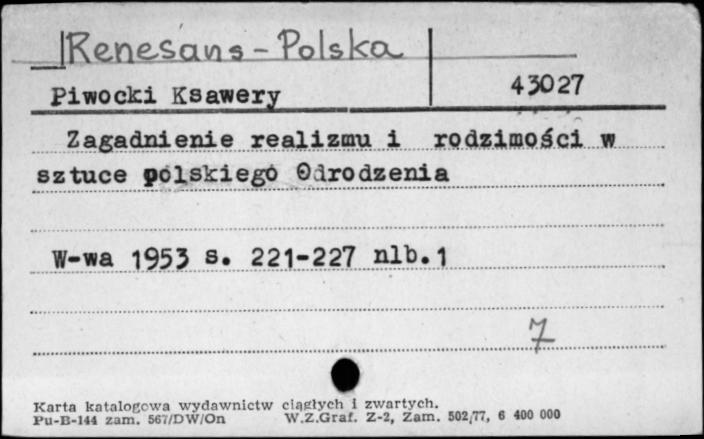 Renesans - Polska
Piwocki Ksawery 43027
Zagadnienie realizmu i rodzimości w
sztuce polskiego Odrodzenia
W-wa 1953 s. 221-227 nlb.1
7
Karta katalogowa wydawnictw ciągłych i zwartych.
Pu-B-144 zam. 567/DW/On W.Z.Graf. Z-2, Zam. 502/77, 6 400 000